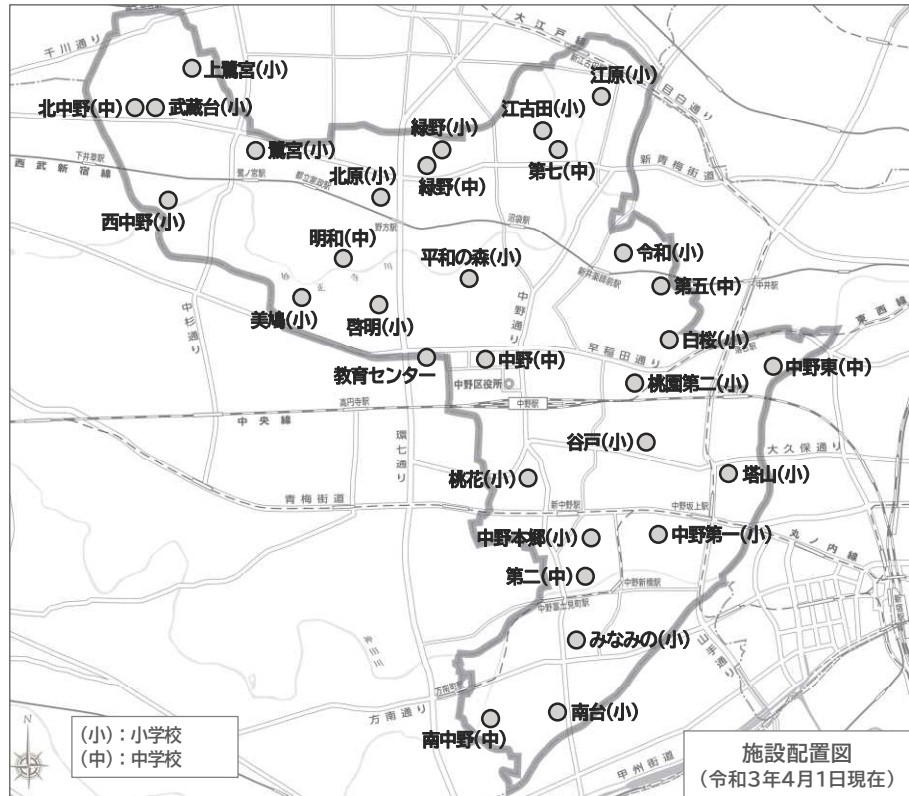 千川通り
大江戸線
新江古田駅
目白通り
上鷺宮(小)
江原(小)
北中野(中)
武蔵台(小)
江古田(小)
緑野(小)
鷺宮(小)
第七(中)
下井草駅
西武新宿線
鷺ノ宮駅
都立家政駅
緑野(中)
新青梅街道
北原(小)
西中野(小)
野方駅
沼袋駅
明和(中)
令和(小)
平和の森(小)
妙正寺川
新井薬師前駅
第五(中)
中井駅
中杉通り
美鳩(小)
啓明(小)
中野通り
東西線
白桜(小)
早稲田通り
落合駅
教育センター
中野(中)
中野東(中)
中野区役所
桃園第二(小)
高円寺駅
中野駅
中央線
環七通り
谷戸(小)
大久保通り
桃花(小)
塔山(小)
青梅街道
新中野駅
中野坂上駅
中野本郷(小)
中野第一(小)
丸ノ内線
第二(中)
中野新橋駅
中野富士見町駅
みなみの(小)
山手通り
方南町駅
方南通り
南台(小)
南中野(中)
甲州街道
N
(小)：小学校
(中)：中学校
施設配置図
(令和3年4月1日現在)